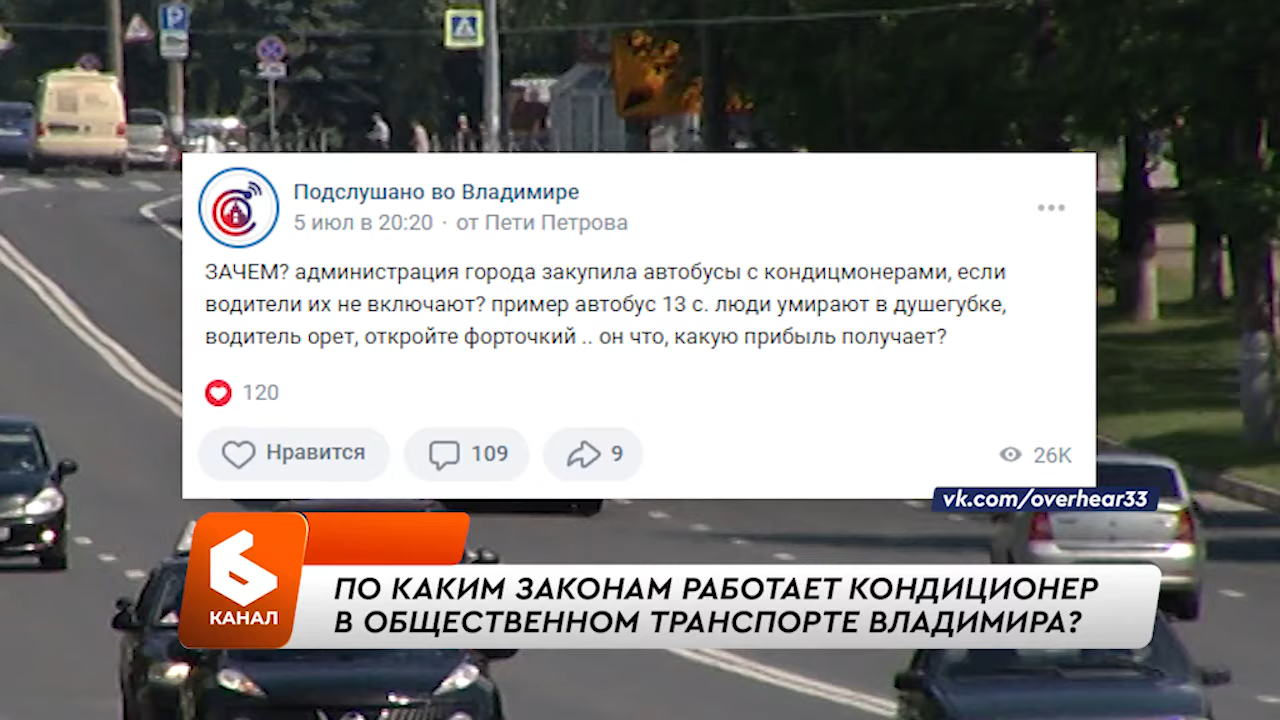 Подслушано во Владимире
5 июл в 20:20 · от Пети Петрова
ЗАЧЕМ? администрация города закупила автобусы с кондицмонерами, если
водители их не включают? пример автобус 13 с. люди умирают в душегубке,
водитель орет, откройте форточкий .. он что, какую прибыль получает?
120
Нравится
109
9
26K
vk.com/overhear33
6
КАНАЛ
ПО КАКИМ ЗАКОНАМ РАБОТАЕТ КОНДИЦИОНЕР
В ОБЩЕСТВЕННОМ ТРАНСПОРТЕ ВЛАДИМИРА?
P